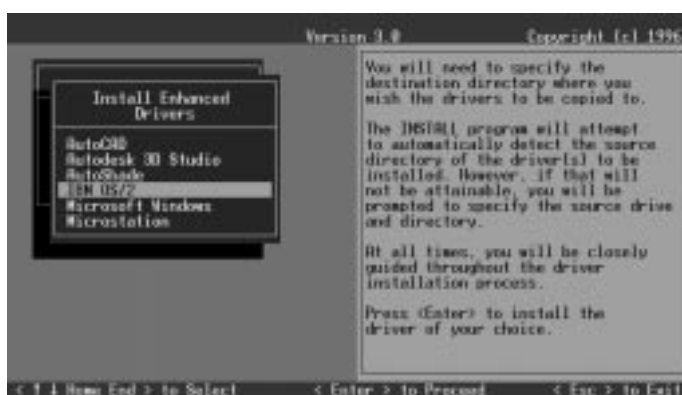 Version 3.0 Copyright (c) 1996
Install Enhanced
Drivers
AutoCAD
Autodesk 3D Studio
AutoShade
IBM OS/2
Microsoft Windows
Microstation
You will need to specify the
destination directory where you
wish the drivers to be copied to.
The INSTALL program will attempt
to automatically detect the source
directory of the driver(s) to be
installed. However, if that will
not be attainable, you will be
prompted to specify the source drive
and directory.
At all times, you will be closely
guided throughout the driver
installation process.
Press <Enter> to install the
driver of your choice.
< ↑ ↓ Home End > to Select < Enter > to Proceed < Esc > to Exit